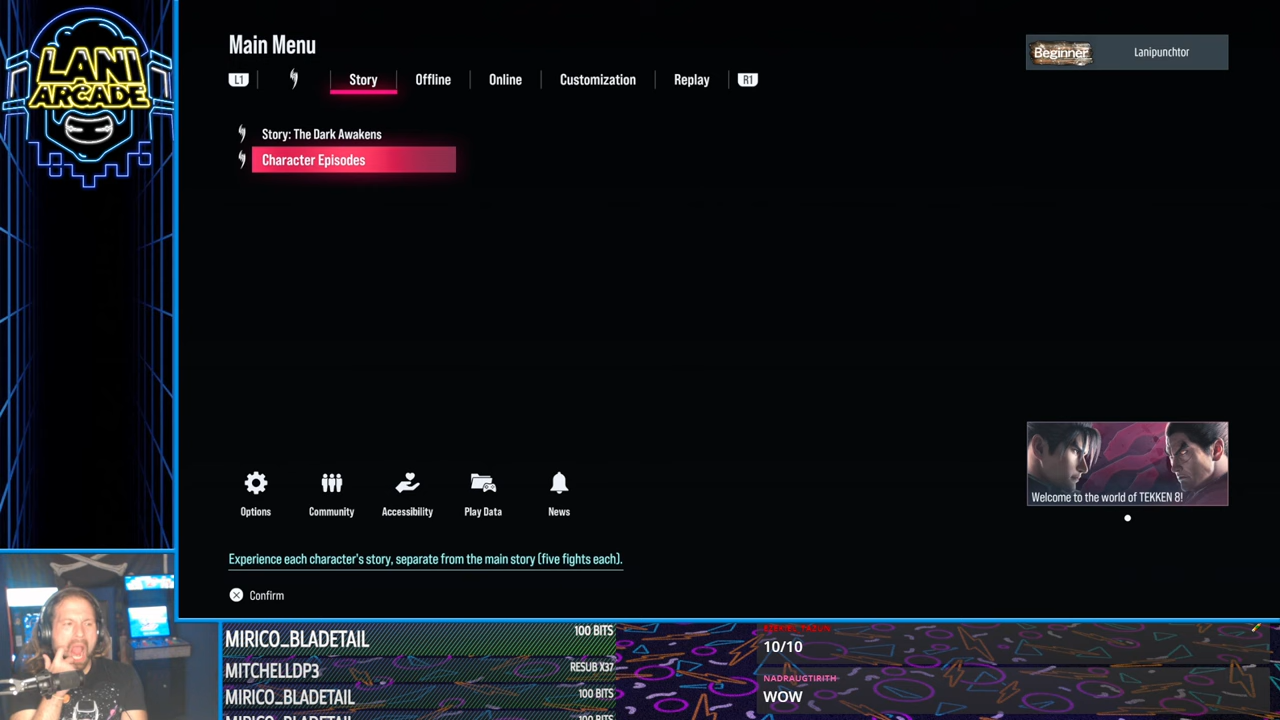 LANI
ARCADE
Main Menu
Beginner
Lanipunchtor
L1
Story
Offline
Online
Customization
Replay
R1
Story: The Dark Awakens
Character Episodes
Welcome to the world of TEKKEN 8!
Options
Community
Accessibility
Play Data
News
Experience each character's story, separate from the main story (five fights each).
Confirm
MIRICO_BLADETAIL
100 BITS
MITCHELLDP3
RESUB X37
MIRICO_BLADETAIL
100 BITS
10/10
NADRAUGTIRITH
WOW